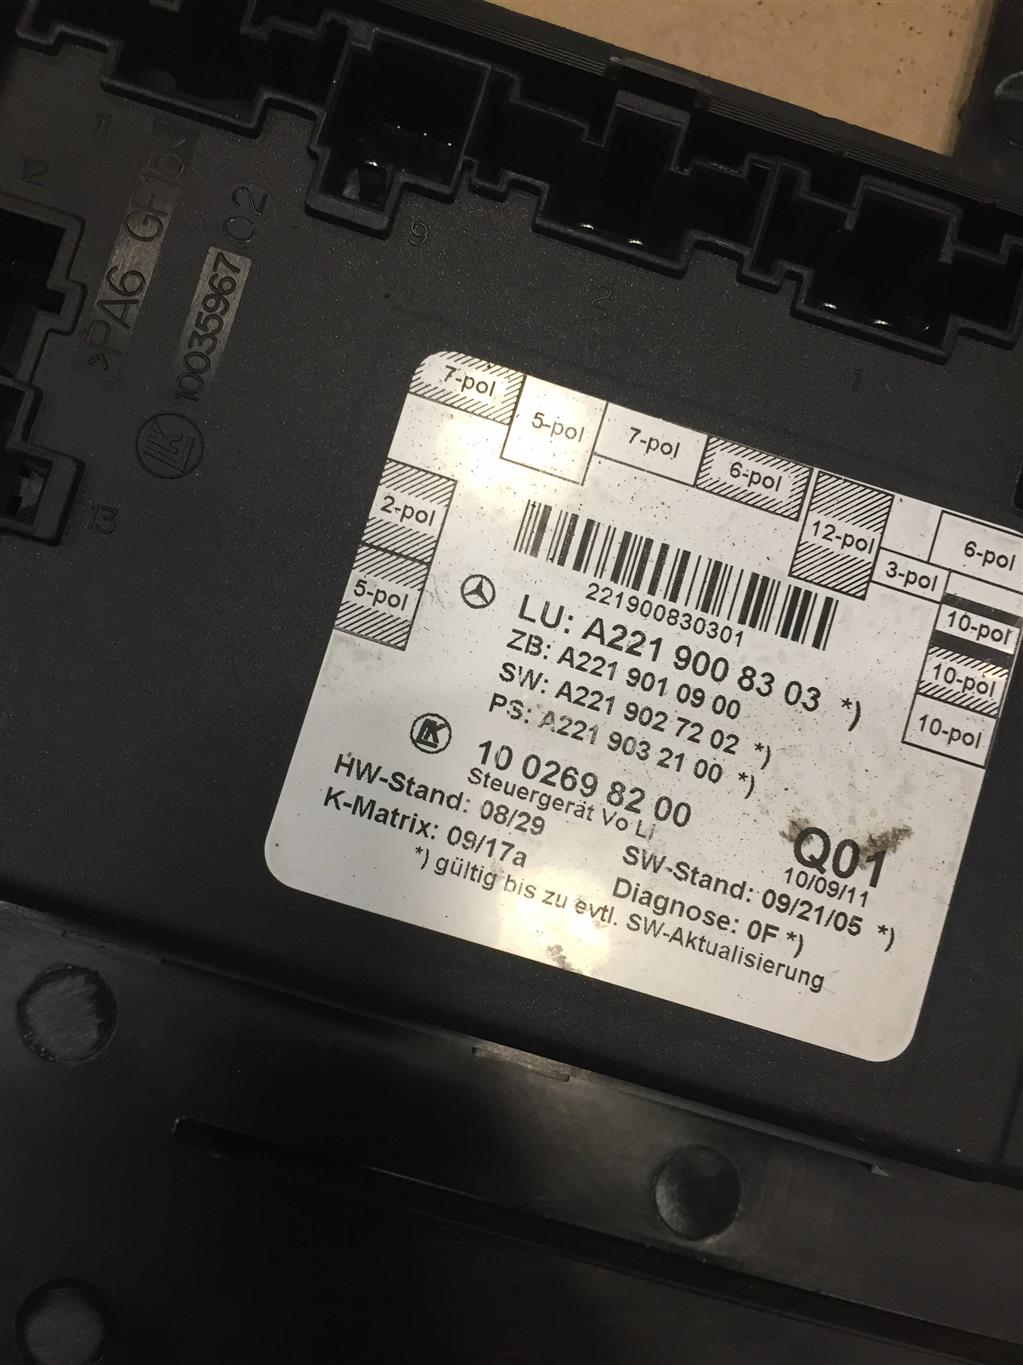 11
12
>PA6 GF15<
10035967 02
LK
13
9
2
1
7-pol
5-pol
7-pol
6-pol
12-pol
3-pol
6-pol
10-pol
10-pol
10-pol
2-pol
5-pol
221900830301
LU: A221 900 83 03 *)
ZB: A221 901 09 00
SW: A221 902 72 02 *)
PS: A221 903 21 00 *)
LK 10 0269 82 00
Steuergerät Vo Li
HW-Stand: 08/29
K-Matrix: 09/17a
Q01
10/09/11
SW-Stand: 09/21/05 *)
Diagnose: 0F *)
*) gültig bis zu evtl. SW-Aktualisierung